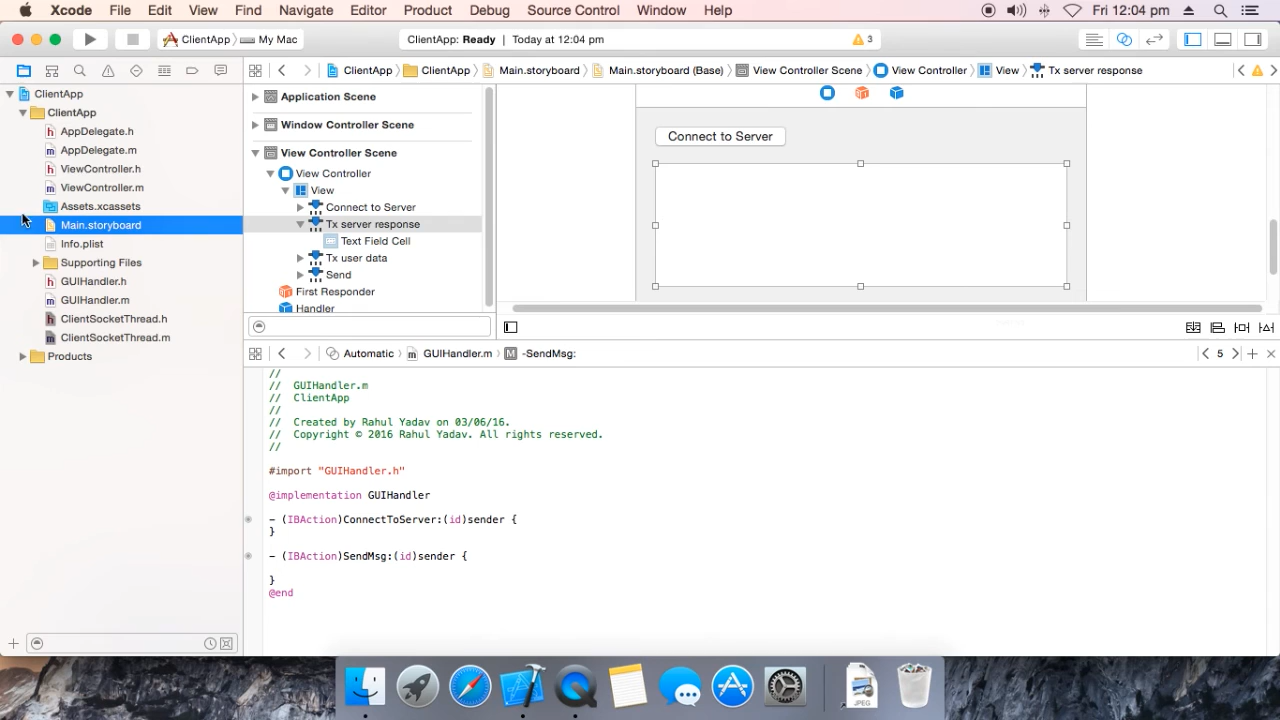 Xcode File Edit View Find Navigate Editor Product Debug Source Control Window Help Fri 12:04 pm
ClientApp My Mac ClientApp: Ready | Today at 12:04 pm 3
ClientApp ClientApp Main.storyboard Main.storyboard (Base) View Controller Scene View Controller View Tx server response
ClientApp
ClientApp
AppDelegate.h
AppDelegate.m
ViewController.h
ViewController.m
Assets.xcassets
Main.storyboard
Info.plist
Supporting Files
GUIHandler.h
GUIHandler.m
ClientSocketThread.h
ClientSocketThread.m
Products
Application Scene
Window Controller Scene
View Controller Scene
View Controller
View
Connect to Server
Tx server response
Text Field Cell
Tx user data
Send
First Responder
Handler
Connect to Server
Automatic GUIHandler.m M -SendMsg: 5
//
// GUIHandler.m
// ClientApp
//
// Created by Rahul Yadav on 03/06/16.
// Copyright © 2016 Rahul Yadav. All rights reserved.
//
#import "GUIHandler.h"
@implementation GUIHandler
- (IBAction)ConnectToServer:(id)sender {
}
- (IBAction)SendMsg:(id)sender {
}
@end
JPEG